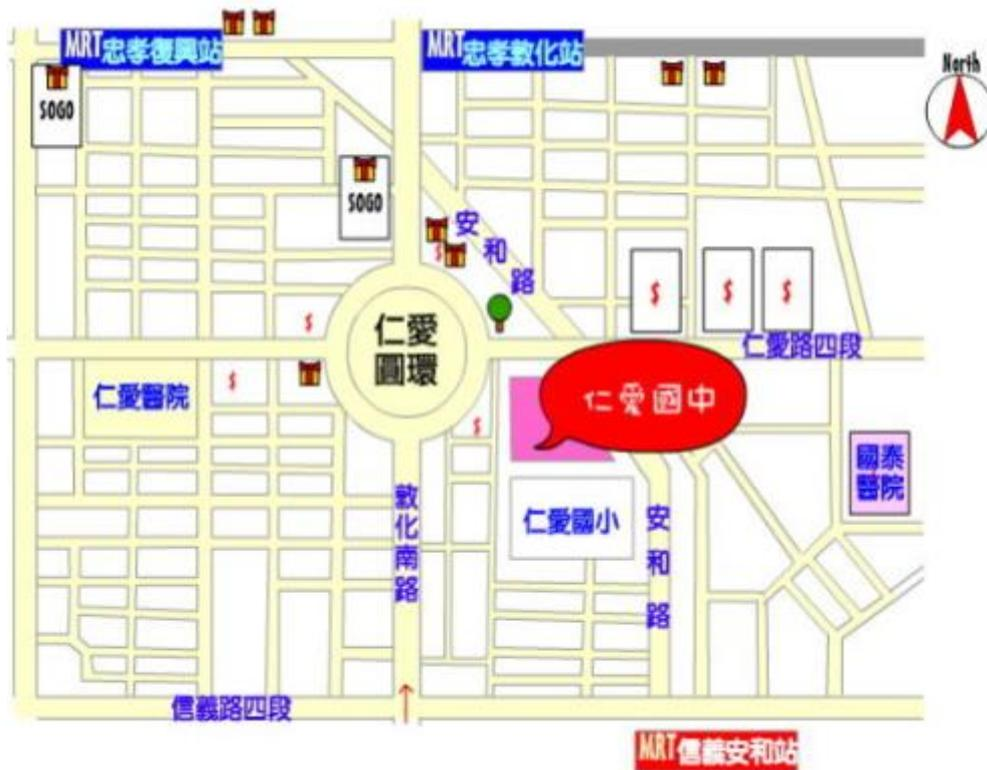 MRT忠孝復興站
MRT忠孝敦化站
North
SOGO
SOGO
安和路
$
$
$
$
仁愛
圓環
$
仁愛路四段
仁愛醫院
$
仁愛國中
$
國泰
醫院
敦化南路
仁愛國小
安和路
信義路四段
MRT信義安和站